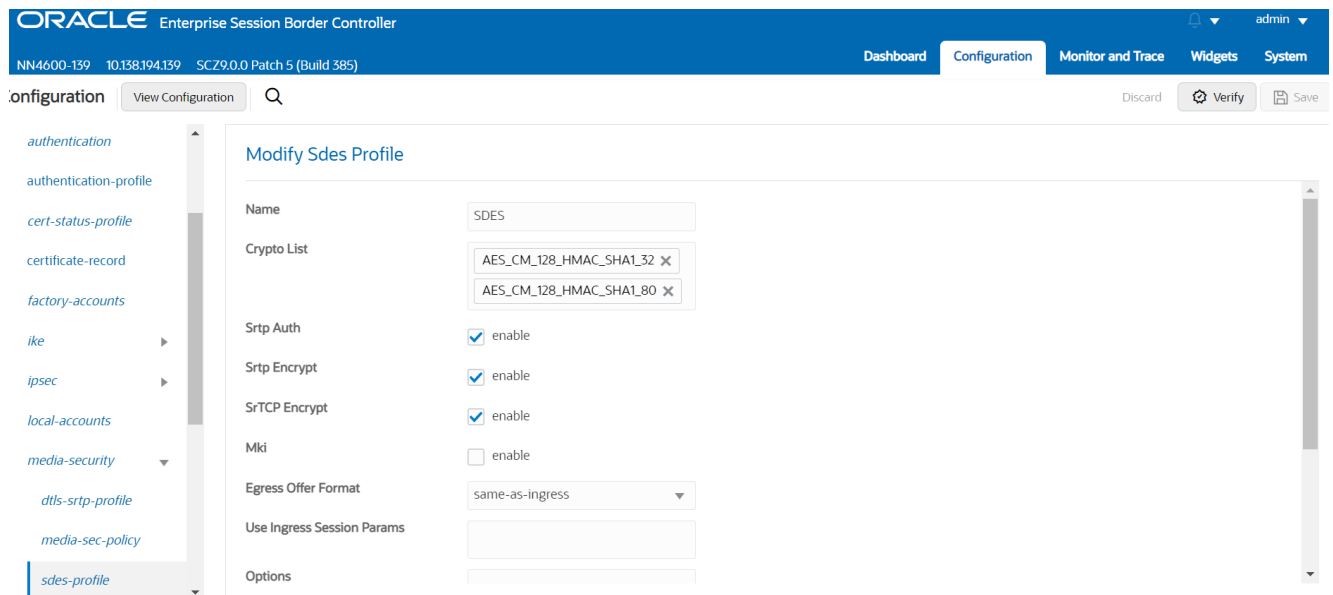 ORACLE Enterprise Session Border Controller
admin
NN4600-139 10.138.194.139 SCZ9.0.0 Patch 5 (Build 385)
Dashboard Configuration Monitor and Trace Widgets System
onfiguration View Configuration Discard Verify Save
authentication
authentication-profile
cert-status-profile
certificate-record
factory-accounts
ike
ipsec
local-accounts
media-security
dtls-srtp-profile
media-sec-policy
sdes-profile
Modify Sdes Profile
Name SDES
Crypto List AES_CM_128_HMAC_SHA1_32
AES_CM_128_HMAC_SHA1_80
Srtp Auth enable
Srtp Encrypt enable
SrTCP Encrypt enable
Mki enable
Egress Offer Format same-as-ingress
Use Ingress Session Params
Options